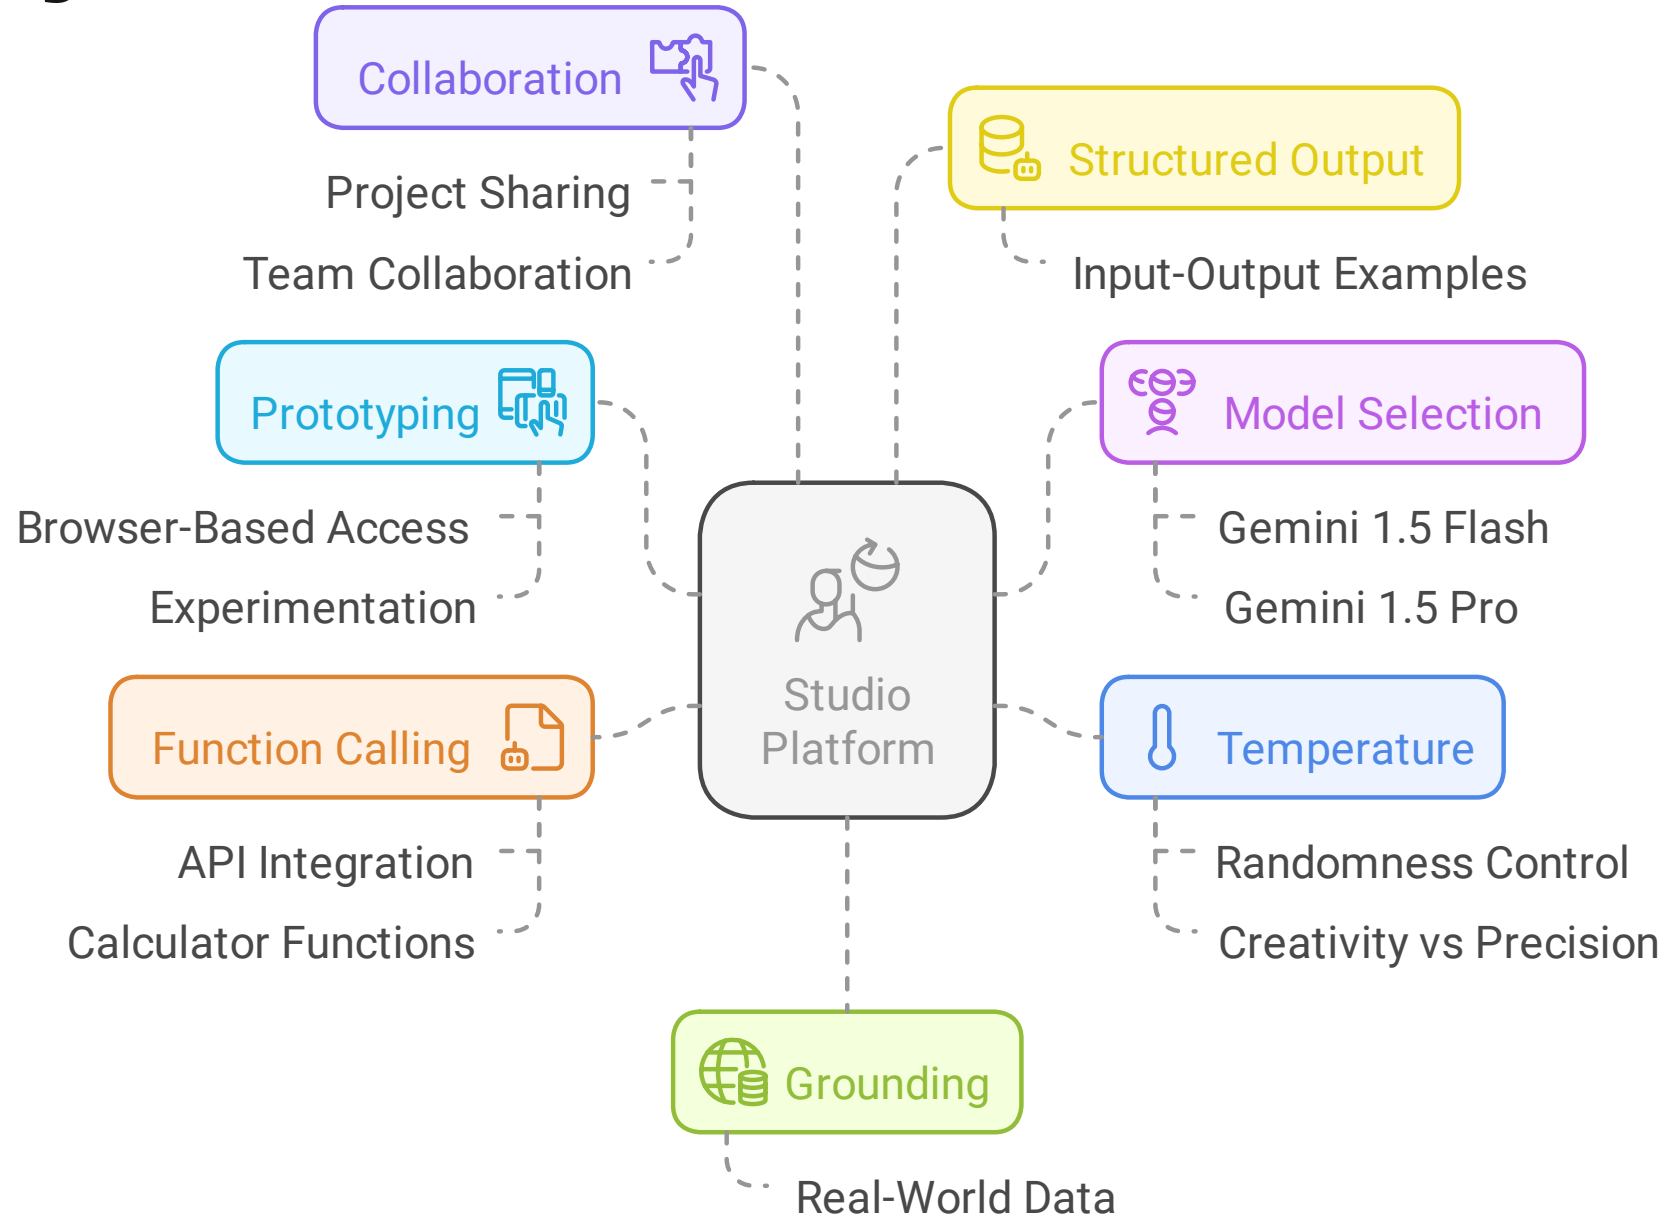 Collaboration
Project Sharing
Team Collaboration
Structured Output
Input-Output Examples
Prototyping
Browser-Based Access
Experimentation
Model Selection
Gemini 1.5 Flash
Gemini 1.5 Pro
Studio
Platform
Function Calling
API Integration
Calculator Functions
Temperature
Randomness Control
Creativity vs Precision
Grounding
Real-World Data